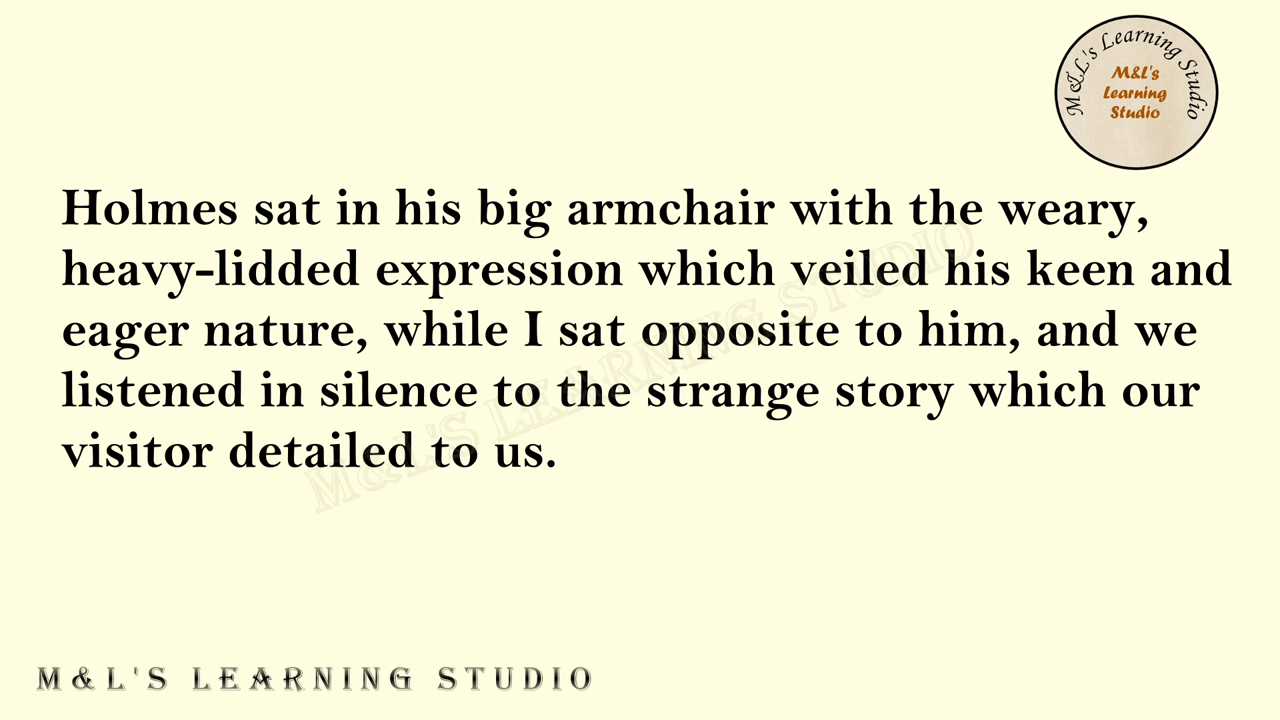 M&L's Learning Studio
M&L's
Learning
Studio
Holmes sat in his big armchair with the weary,
heavy-lidded expression which veiled his keen and
eager nature, while I sat opposite to him, and we
listened in silence to the strange story which our
visitor detailed to us.
M&L'S LEARNING STUDIO
M&L'S LEARNING STUDIO